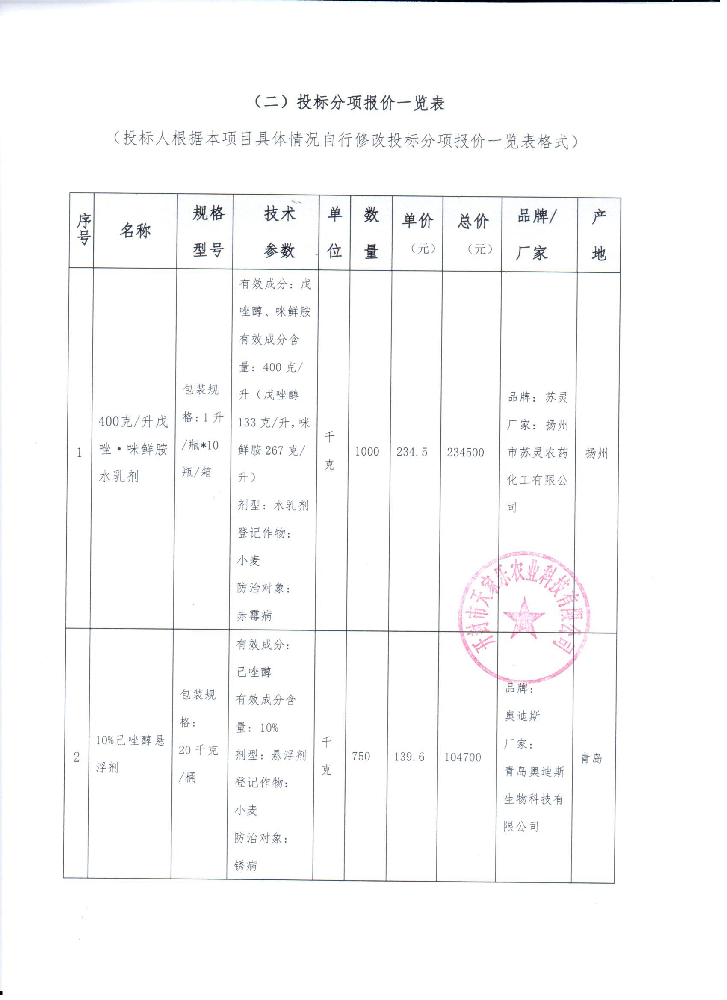 （二）投标分项报价一览表
（投标人根据本项目具体情况自行修改投标分项报价一览表格式）
序
号
名称
规格
型号
技术
参数
单
位
数
量
单价
（元）
总价
（元）
品牌/
厂家
产
地
1
400克/升戊
唑·咪鲜胺
水乳剂
包装规
格:1 升
/瓶*10
瓶/箱
有效成分：戊
唑醇、咪鲜胺
有效成分含
量：400 克/
升（戊唑醇
133 克/升,咪
鲜胺 267 克/
升）
剂型：水乳剂
登记作物：
小麦
防治对象：
赤霉病
千
克
1000
234.5
234500
品牌：苏灵
厂家：扬州
市苏灵农药
化工有限公
司
扬州
2
10%己唑醇悬
浮剂
包装规
格：
20 千克
/桶
有效成分：
己唑醇
有效成分含
量：10%
剂型：悬浮剂
登记作物：
小麦
防治对象：
锈病
千
克
750
139.6
104700
品牌：
奥迪斯
厂家：
青岛奥迪斯
生物科技有
限公司
青岛
开封市天家乐农业科技有限公司